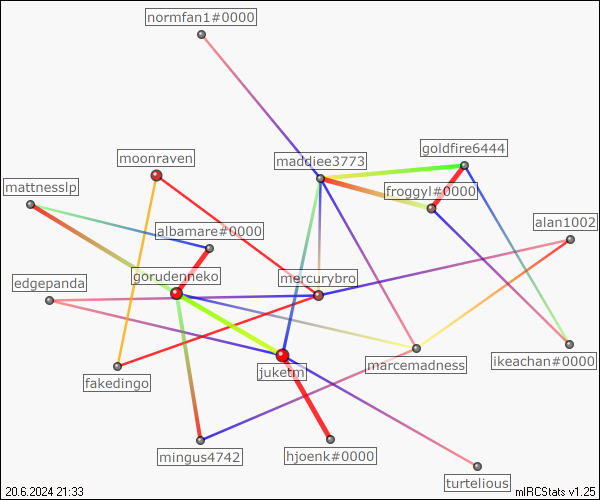 normfan1#0000
goldfire6444
moonraven
maddiee3773
mattnesslp
froggyl#0000
alan1002
albamare#0000
edgepanda
gorudenneko
mercurybro
marcemadness
ikeachan#0000
juketm
fakedingo
mingus4742
hjoenk#0000
turtelious
20.6.2024 21:33
mIRCStats v1.25